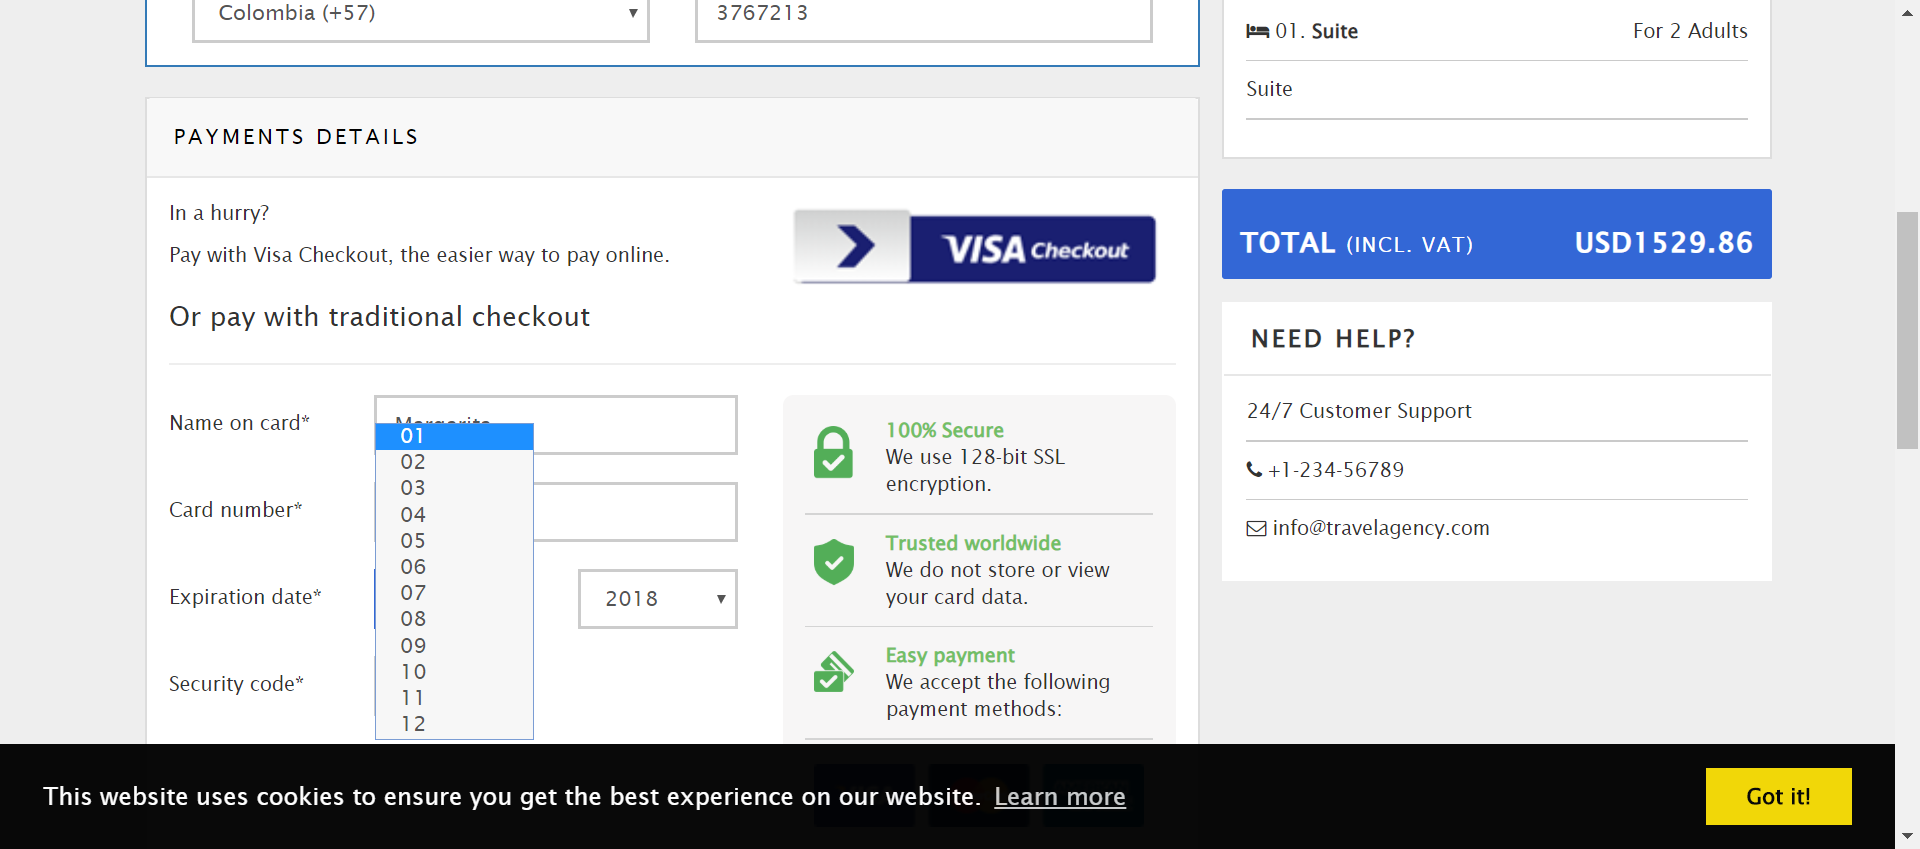 Colombia (+57)
3767213
PAYMENTS DETAILS
In a hurry?
Pay with Visa Checkout, the easier way to pay online.
VISA Checkout
Or pay with traditional checkout
Name on card*
Card number*
Expiration date*
Security code*
01
02
03
04
05
06
07
08
09
10
11
12
2018
100% Secure
We use 128-bit SSL
encryption.
Trusted worldwide
We do not store or view
your card data.
Easy payment
We accept the following
payment methods:
01. Suite
For 2 Adults
Suite
TOTAL (INCL. VAT)
USD1529.86
NEED HELP?
24/7 Customer Support
+1-234-56789
info@travelagency.com
This website uses cookies to ensure you get the best experience on our website. Learn more
Got it!